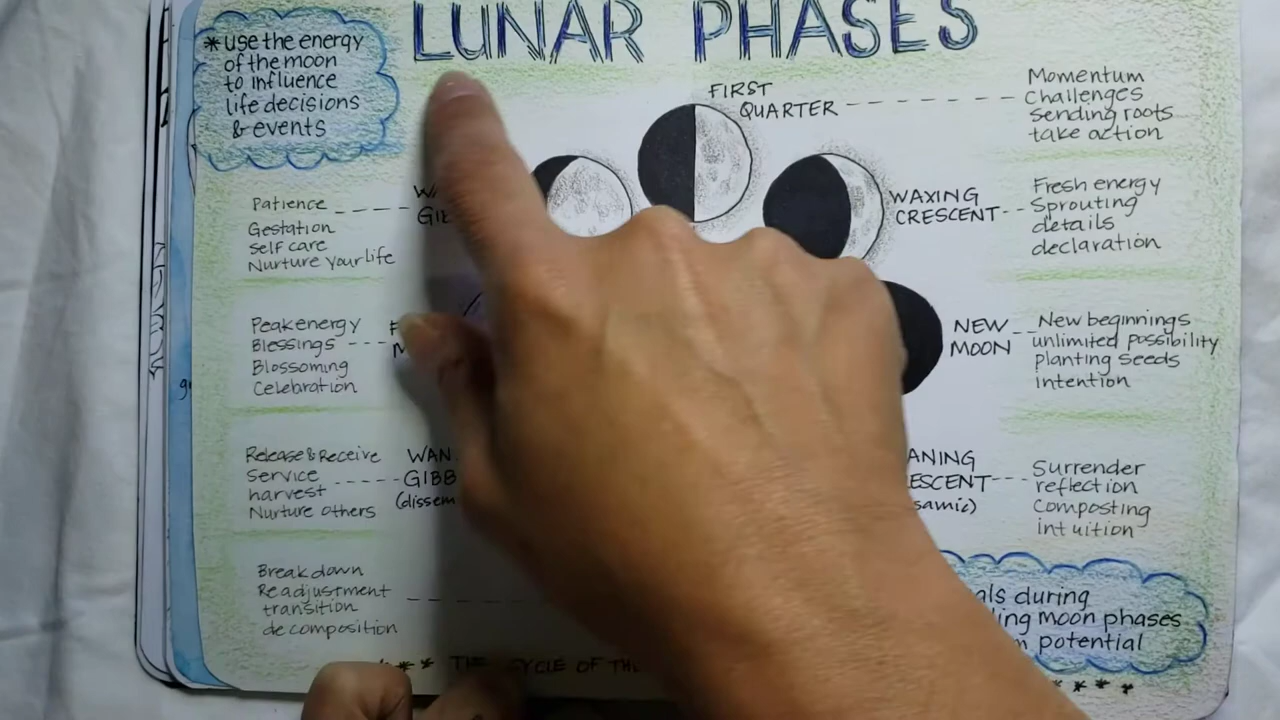 LUNAR PHASES
* use the energy
of the moon
to influence
life decisions
& events
FIRST
QUARTER
Momentum
Challenges
sending roots
take action
Patience
Gestation
self care
Nurture your life
WAXING
CRESCENT
Fresh energy
Sprouting
details
declaration
Peak energy
Blessings
Blossoming
Celebration
NEW
MOON
New beginnings
unlimited possibility
planting seeds
intention
Release & Receive
Service
harvest
Nurture others
Surrender
reflection
Composting
intuition
Breakdown
Readjustment
transition
decomposition
during
moon phases
potential
*** THE CYCLE OF THE